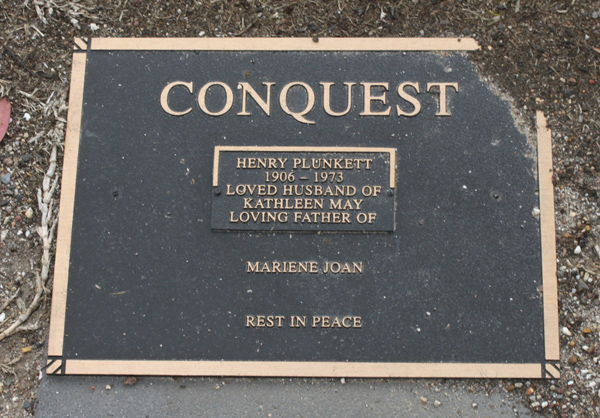 CONQUEST
HENRY PLUNKETT
1906 – 1973
LOVED HUSBAND OF
KATHLEEN MAY
LOVING FATHER OF
MARIENE JOAN
REST IN PEACE